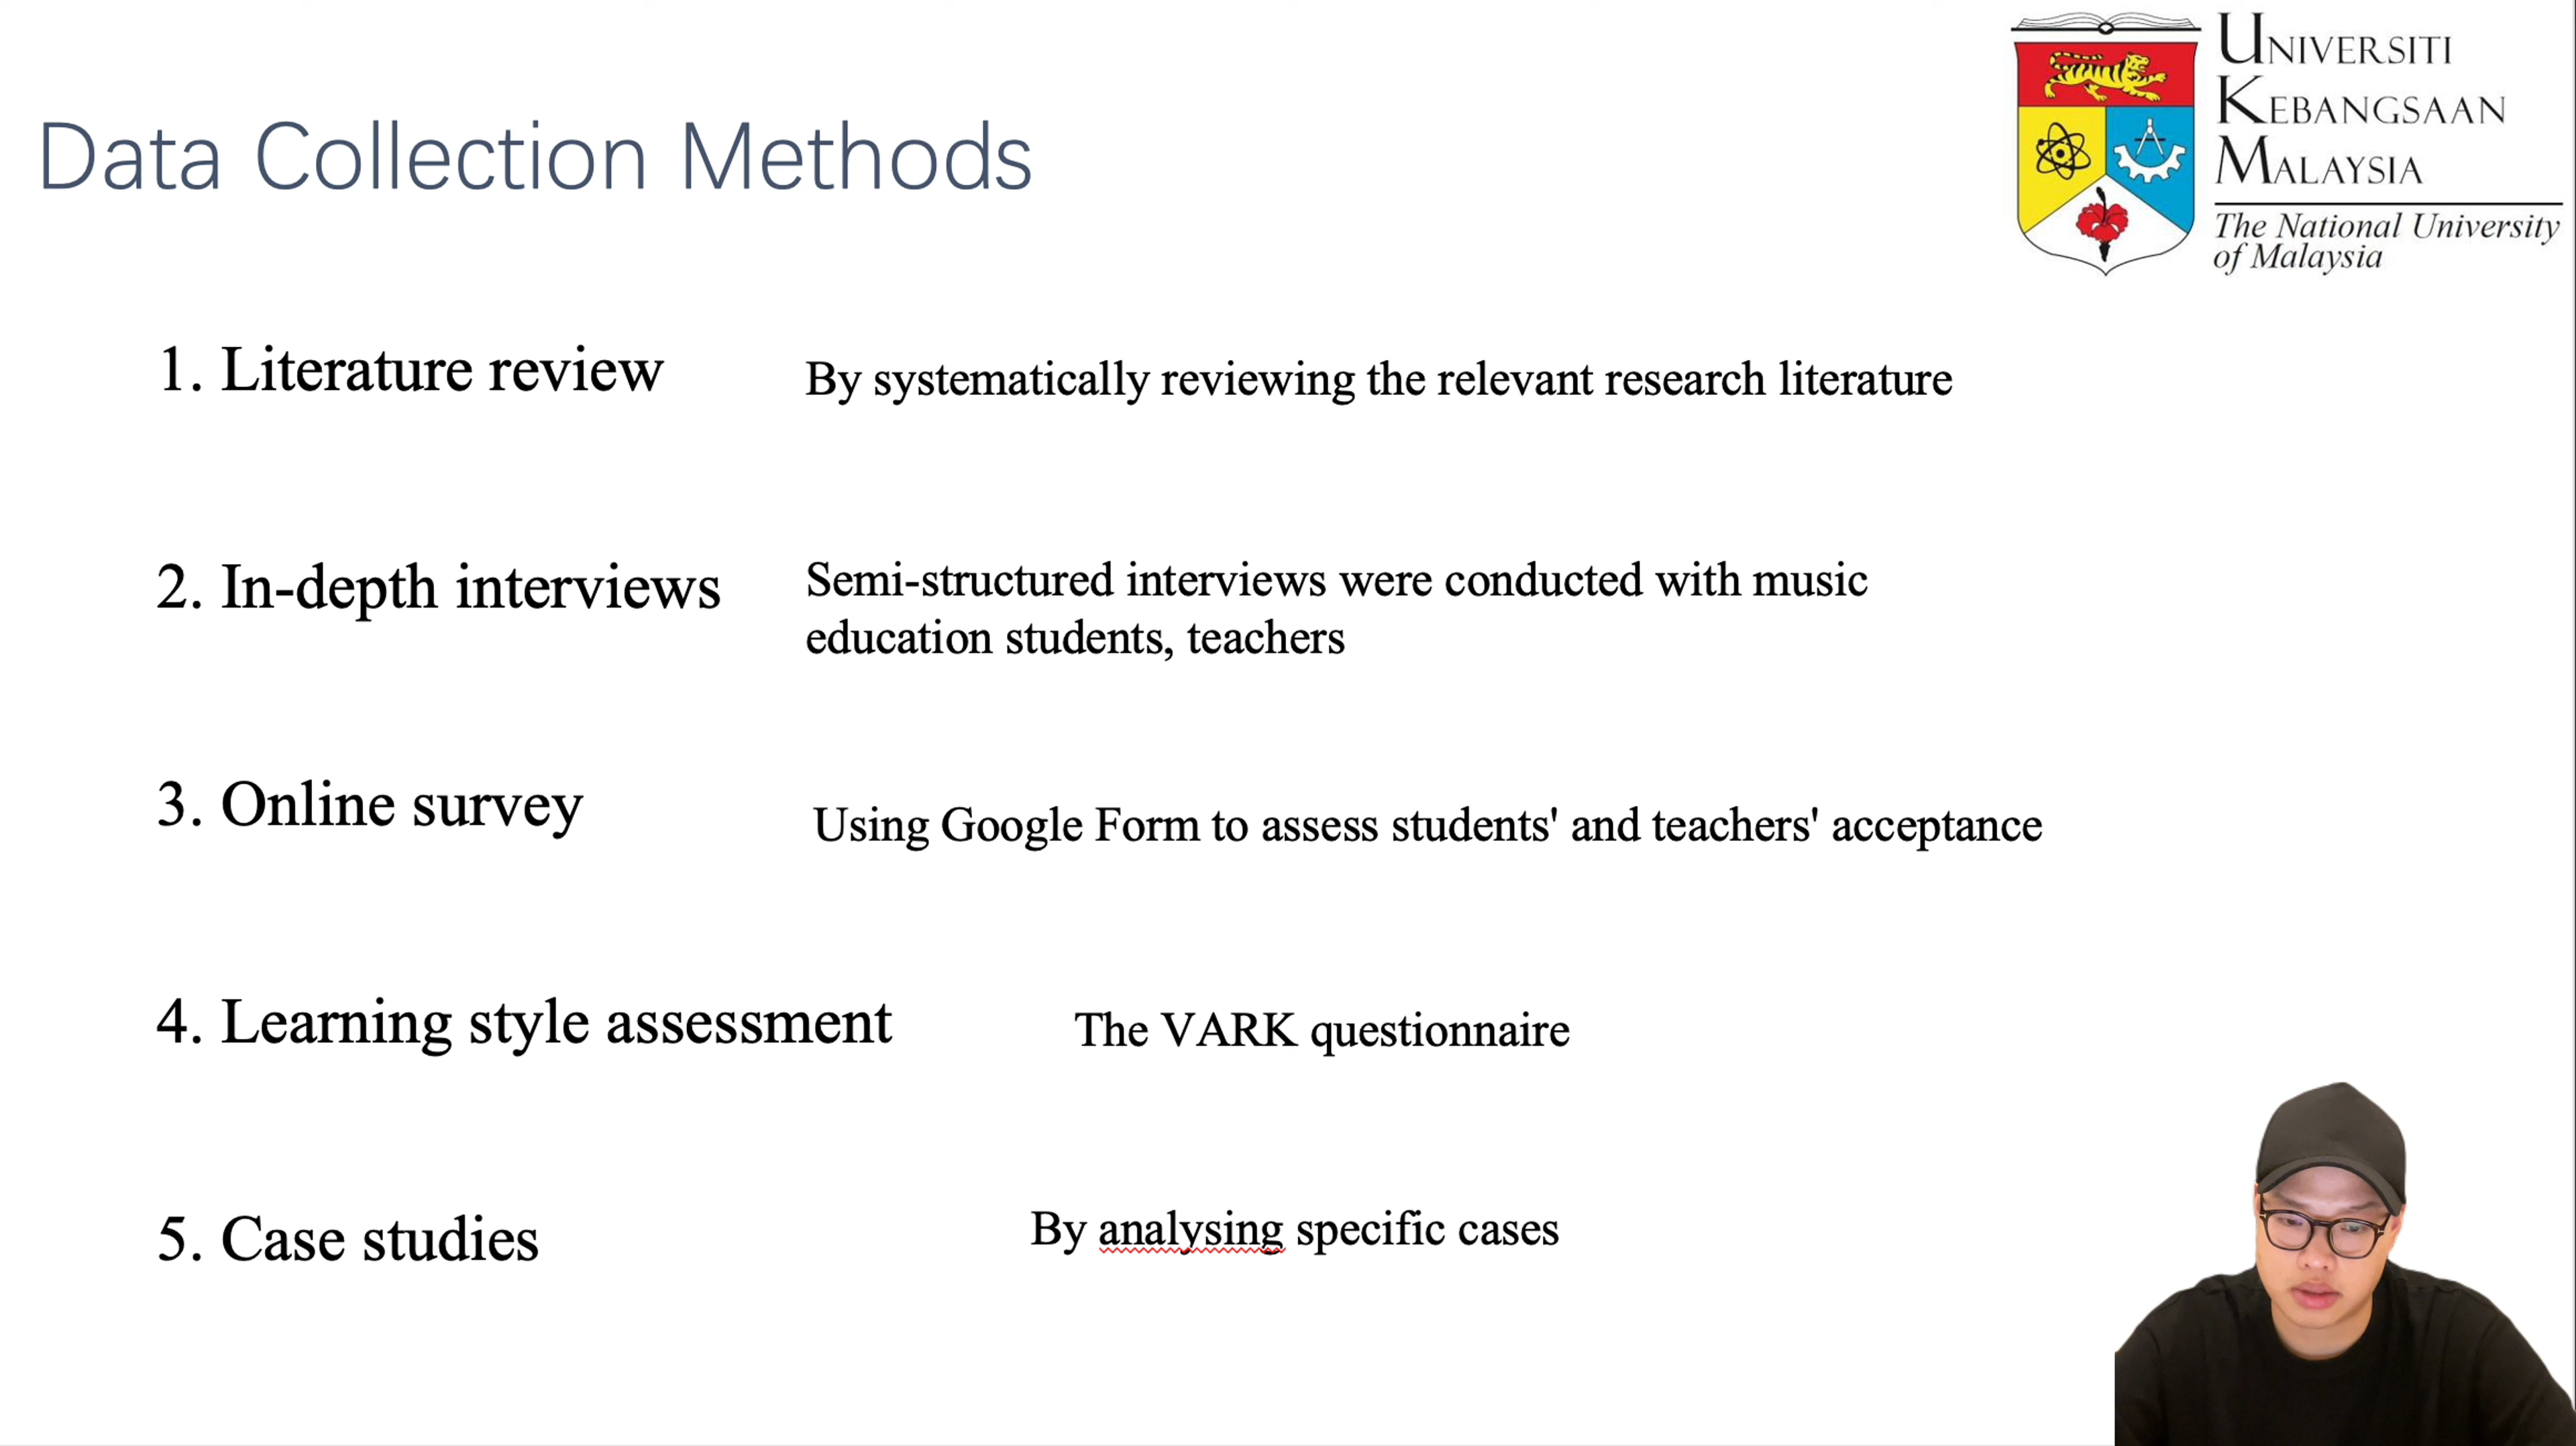 Data Collection Methods
UNIVERSITI
KEBANGSAAN
MALAYSIA
The National University
of Malaysia
1. Literature review
By systematically reviewing the relevant research literature
2. In-depth interviews
Semi-structured interviews were conducted with music
education students, teachers
3. Online survey
Using Google Form to assess students' and teachers' acceptance
4. Learning style assessment
The VARK questionnaire
5. Case studies
By analysing specific cases